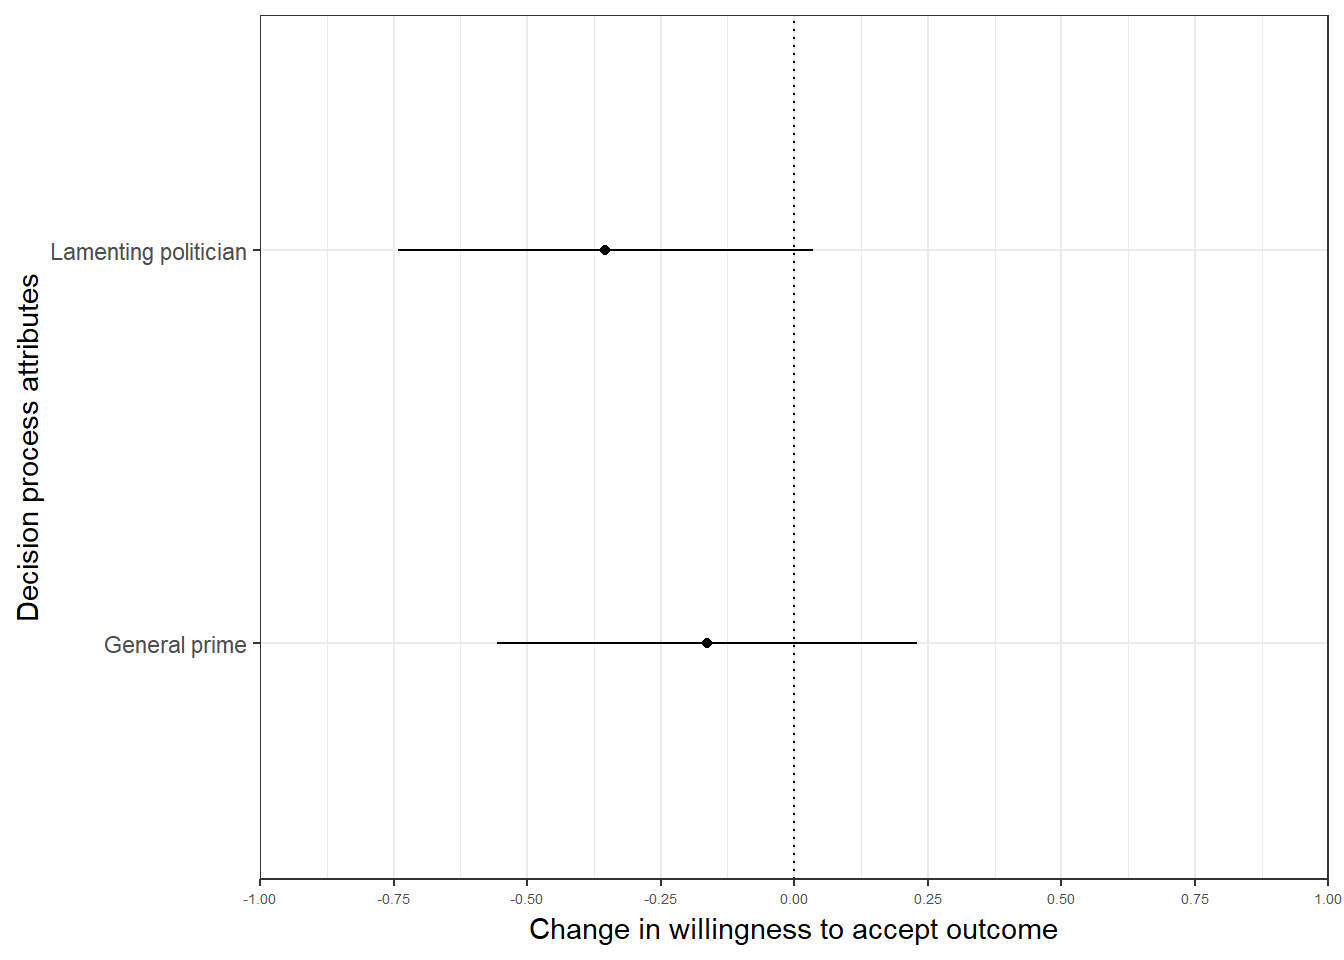 Lamenting politician
General prime
Decision process attributes
-1.00 -0.75 -0.50 -0.25 0.00 0.25 0.50 0.75 1.00
Change in willingness to accept outcome